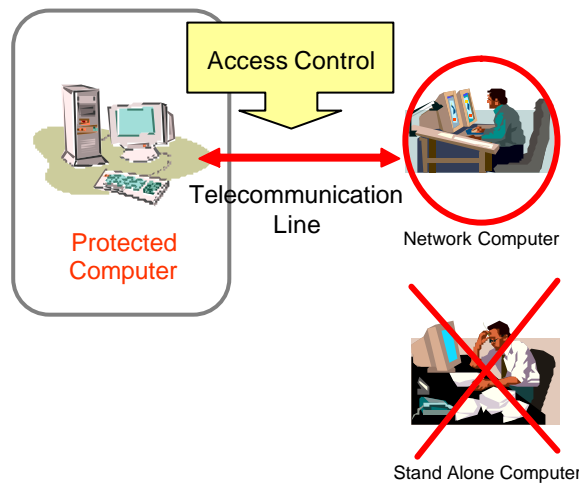 Access Control
Telecommunication
Line
Protected
Computer
Network Computer
Stand Alone Computer